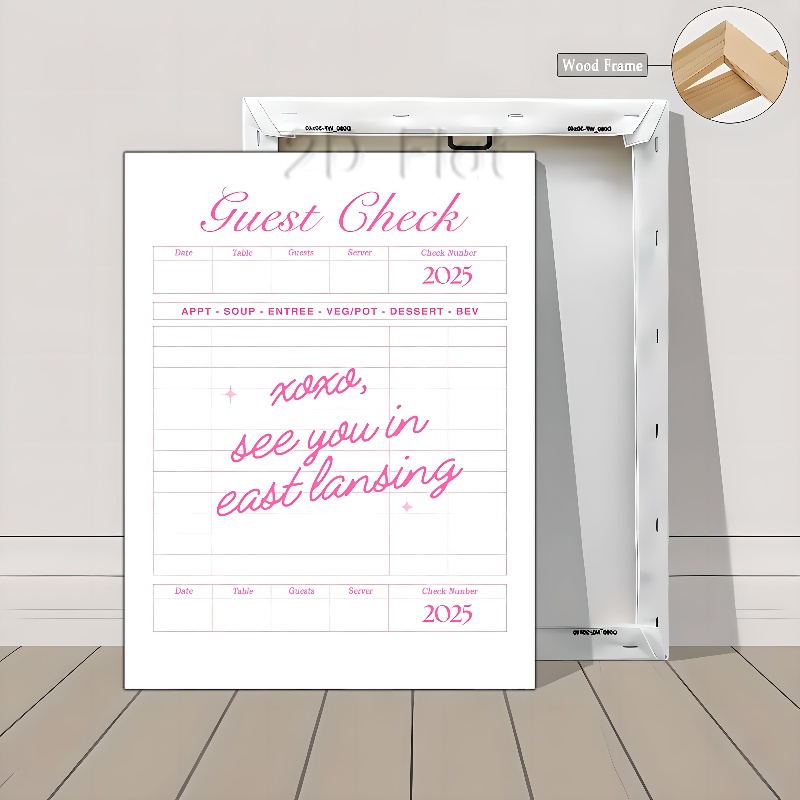 Wood Frame
2D Flat
Guest Check
Date Table Guests Server Check Number
2025
APPT - SOUP - ENTREE - VEG/POT - DESSERT - BEV
xoxo,
see you in
east lansing
Date Table Guests Server Check Number
2025